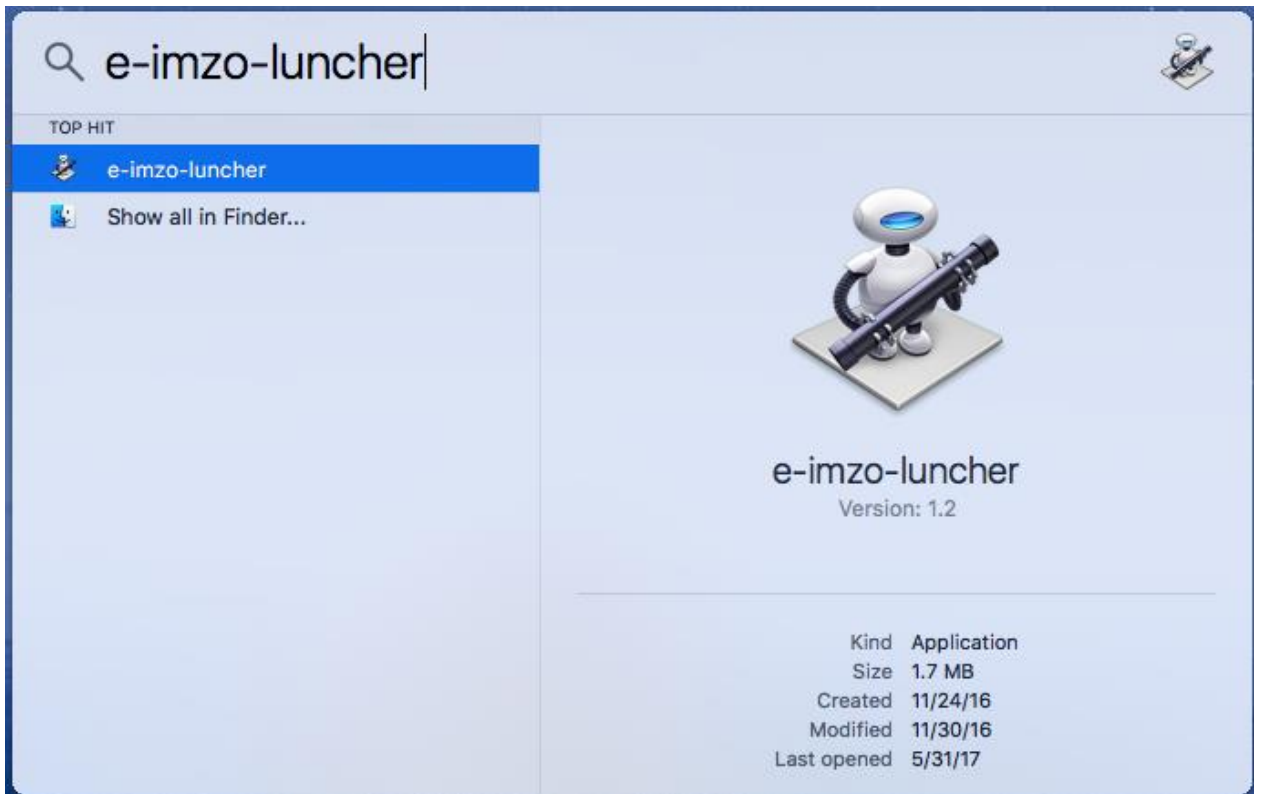 e-imzo-luncher
TOP HIT
e-imzo-luncher
Show all in Finder...
e-imzo-luncher
Version: 1.2
Kind Application
Size 1.7 MB
Created 11/24/16
Modified 11/30/16
Last opened 5/31/17